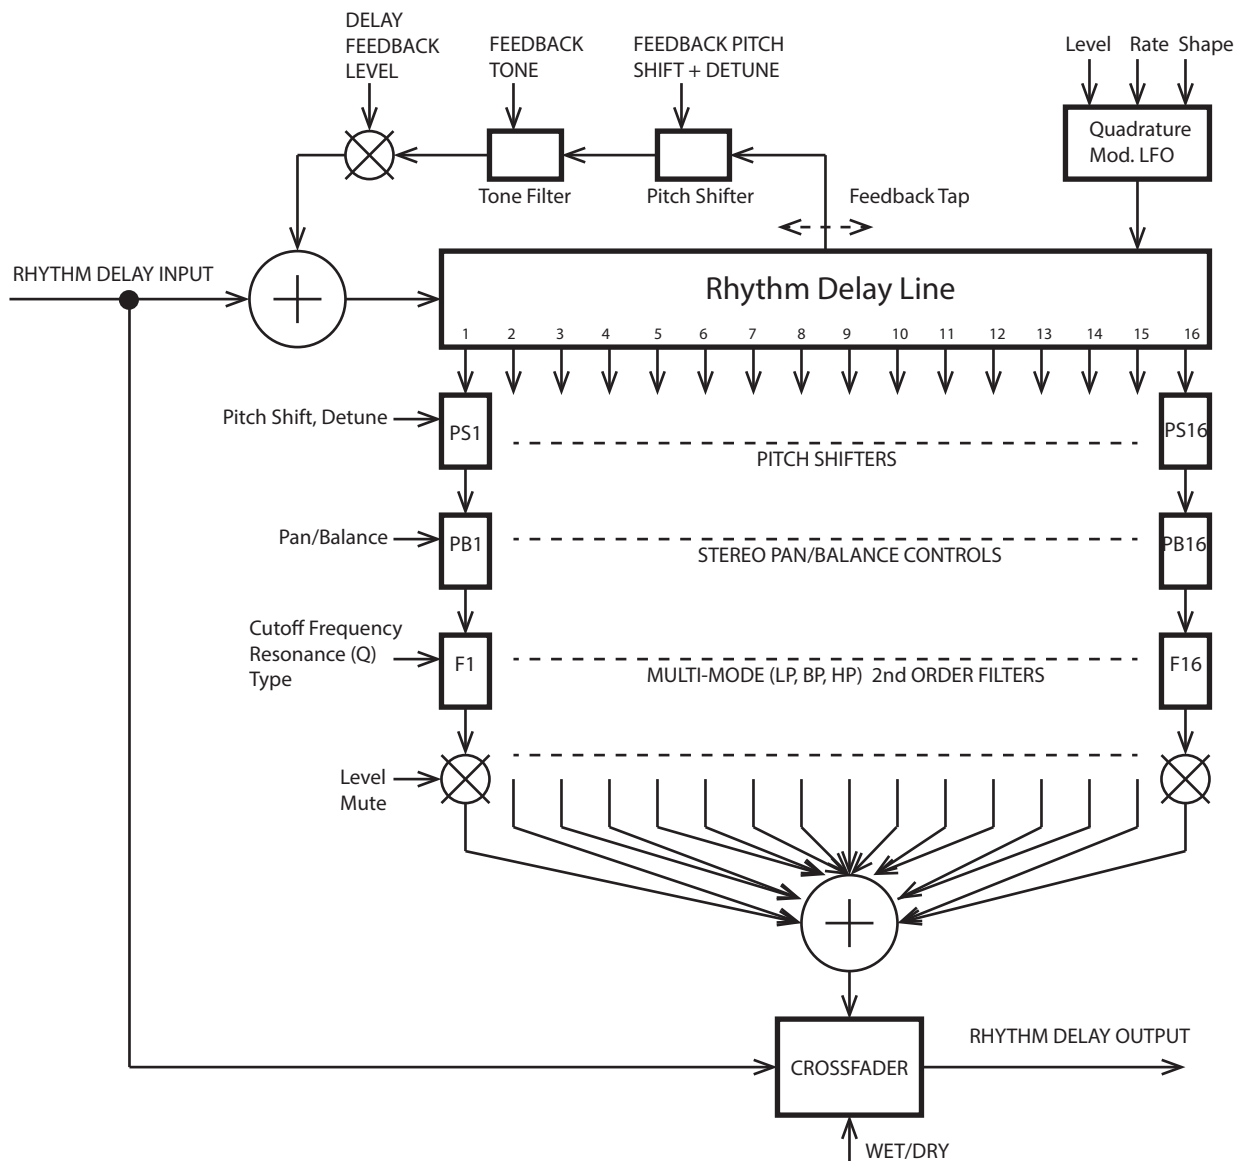 DELAY
FEEDBACK
LEVEL
FEEDBACK
TONE
FEEDBACK PITCH
SHIFT + DETUNE
Level Rate Shape
Quadrature
Mod. LFO
Tone Filter
Pitch Shifter
Feedback Tap
RHYTHM DELAY INPUT
Rhythm Delay Line
1 2 3 4 5 6 7 8 9 10 11 12 13 14 15 16
Pitch Shift, Detune
PS1
PS16
PITCH SHIFTERS
Pan/Balance
PB1
PB16
STEREO PAN/BALANCE CONTROLS
Cutoff Frequency
Resonance (Q)
Type
F1
F16
MULTI-MODE (LP, BP, HP) 2nd ORDER FILTERS
Level
Mute
RHYTHM DELAY OUTPUT
CROSSFADER
WET/DRY